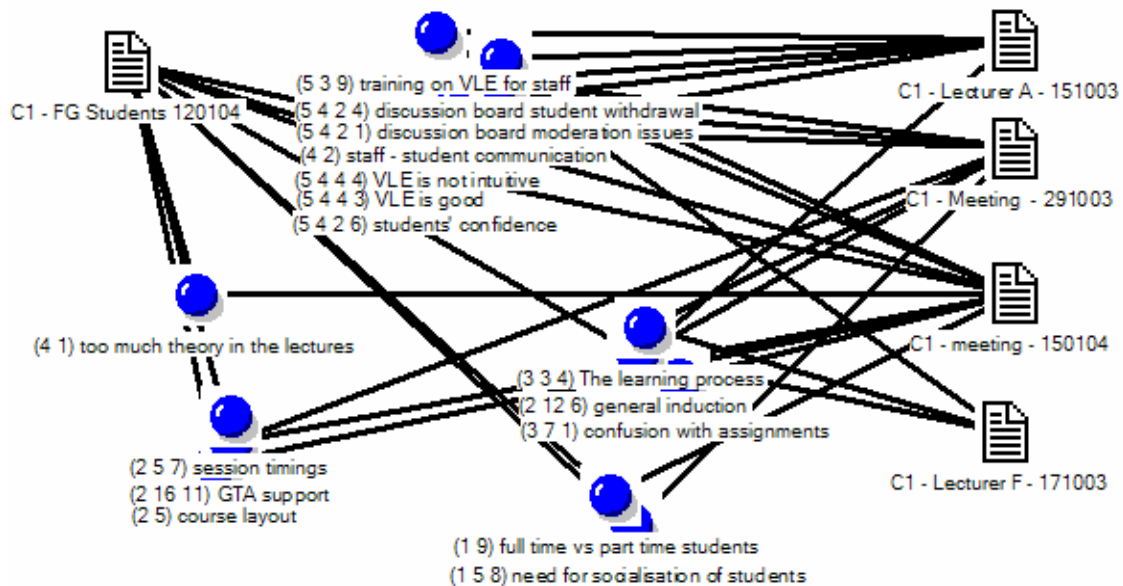 C1 - FG Students 120104
(5 3 9) training on VLE for staff
(5 4 2 4) discussion board student withdrawal
(5 4 2 1) discussion board moderation issues
(4 2) staff - student communication
(5 4 4 4) VLE is not intuitive
(5 4 4 3) VLE is good
(5 4 2 6) students' confidence
C1 - Lecturer A - 151003
C1 - Meeting - 291003
C1 - meeting - 150104
C1 - Lecturer F - 171003
(4 1) too much theory in the lectures
(3 3 4) The learning process
(2 12 6) general induction
(3 7 1) confusion with assignments
(2 5 7) session timings
(2 16 11) GTA support
(2 5) course layout
(1 9) full time vs part time students
(1 5 8) need for socialisation of students